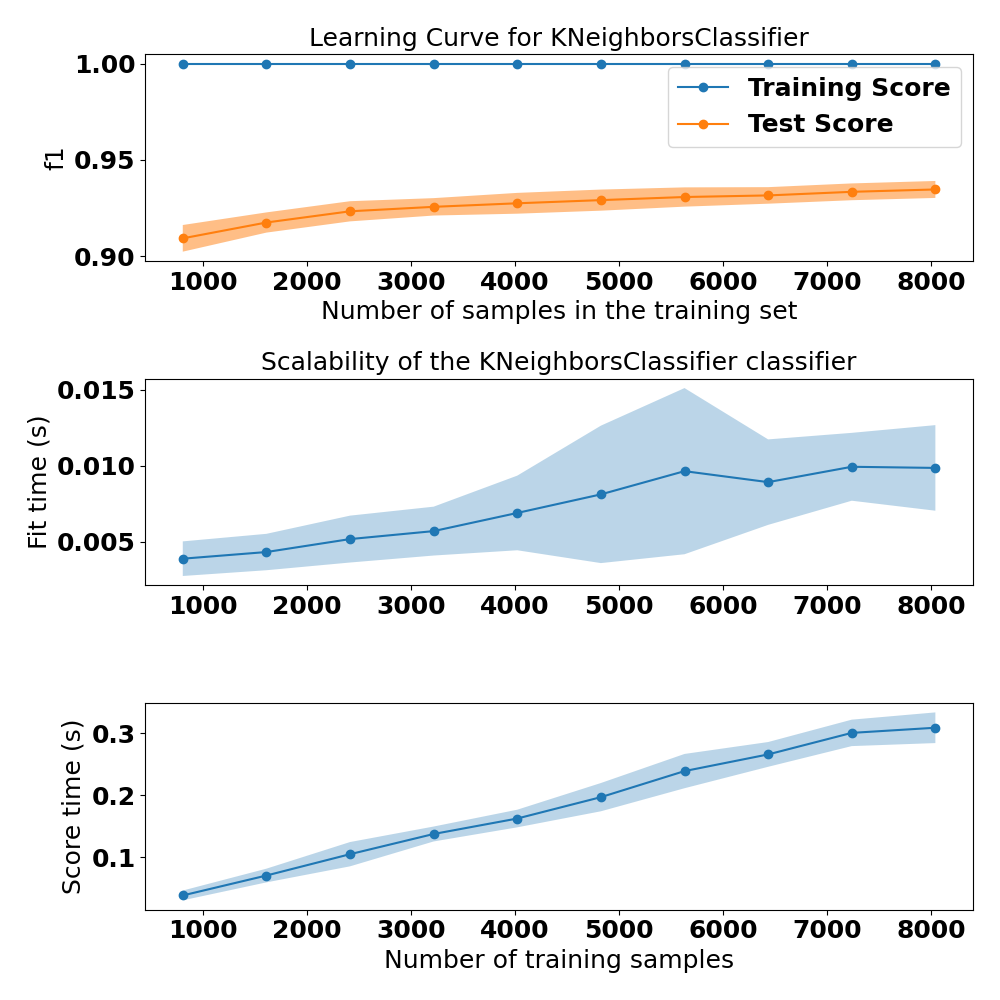 Learning Curve for KNeighborsClassifier
1.00
0.95
0.90
f1
Training Score
Test Score
1000 2000 3000 4000 5000 6000 7000 8000
Number of samples in the training set
Scalability of the KNeighborsClassifier classifier
0.015
0.010
0.005
Fit time (s)
1000 2000 3000 4000 5000 6000 7000 8000
0.3
0.2
0.1
Score time (s)
1000 2000 3000 4000 5000 6000 7000 8000
Number of training samples